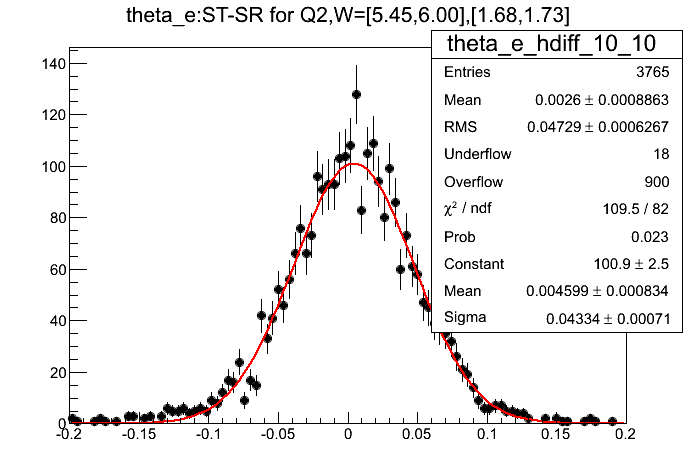 theta_e:ST-SR for Q2,W=[5.45,6.00],[1.68,1.73]
theta_e_hdiff_10_10
Entries 3765
Mean 0.0026 ± 0.0008863
RMS 0.04729 ± 0.0006267
Underflow 18
Overflow 900
χ² / ndf 109.5 / 82
Prob 0.023
Constant 100.9 ± 2.5
Mean 0.004599 ± 0.000834
Sigma 0.04334 ± 0.00071
140
120
100
80
60
40
20
0
-0.2 -0.15 -0.1 -0.05 0 0.05 0.1 0.15 0.2